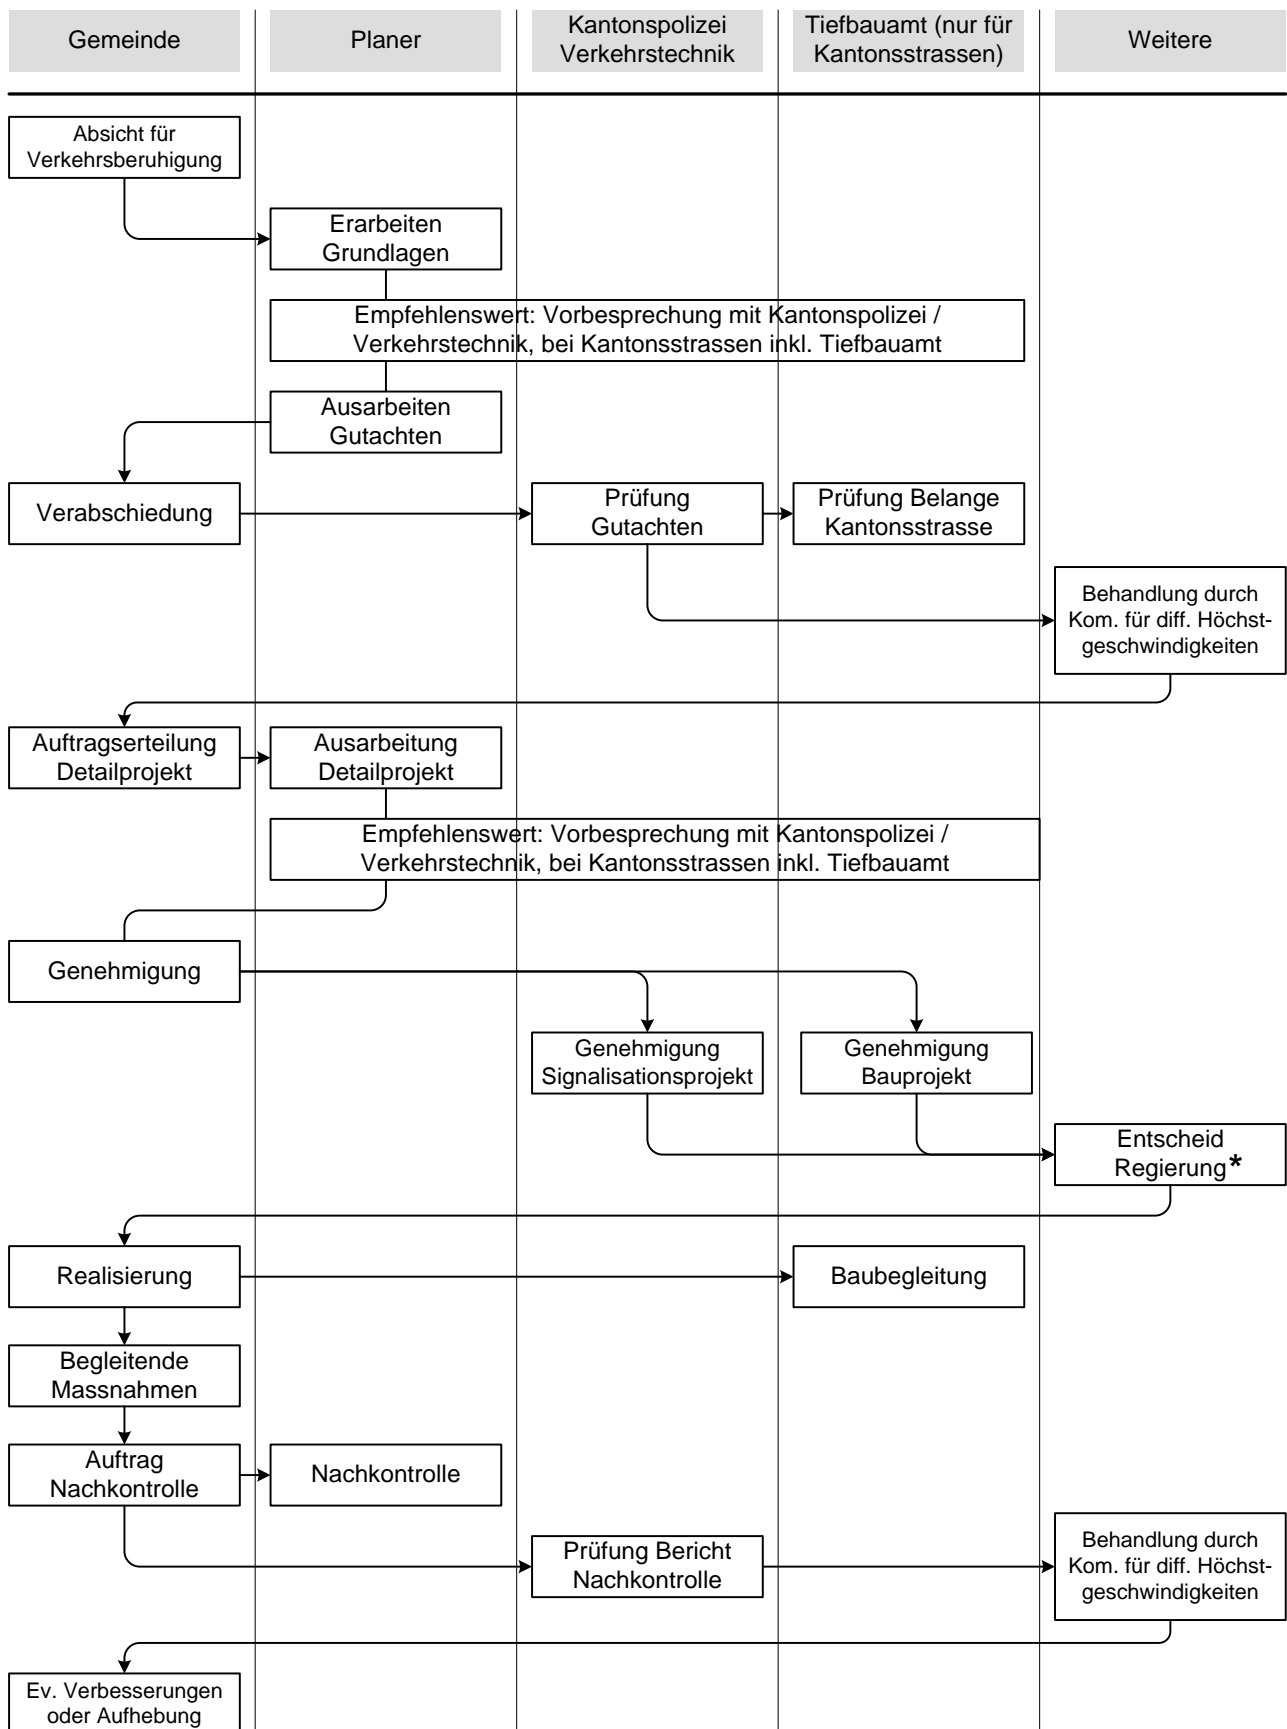 Gemeinde
Planer
Kantonspolizei
Verkehrstechnik
Tiefbauamt (nur für
Kantonsstrassen)
Weitere
Absicht für
Verkehrsberuhigung
Erarbeiten
Grundlagen
Empfehlenswert: Vorbesprechung mit Kantonspolizei /
Verkehrstechnik, bei Kantonsstrassen inkl. Tiefbauamt
Ausarbeiten
Gutachten
Verabschiedung
Prüfung
Gutachten
Prüfung Belange
Kantonsstrasse
Behandlung durch
Kom. für diff. Höchst-
geschwindigkeiten
Auftragserteilung
Detailprojekt
Ausarbeitung
Detailprojekt
Empfehlenswert: Vorbesprechung mit Kantonspolizei /
Verkehrstechnik, bei Kantonsstrassen inkl. Tiefbauamt
Genehmigung
Genehmigung
Signalisationsprojekt
Genehmigung
Bauprojekt
Entscheid
Regierung*
Realisierung
Baubegleitung
Begleitende
Massnahmen
Auftrag
Nachkontrolle
Nachkontrolle
Prüfung Bericht
Nachkontrolle
Behandlung durch
Kom. für diff. Höchst-
geschwindigkeiten
Ev. Verbesserungen
oder Aufhebung